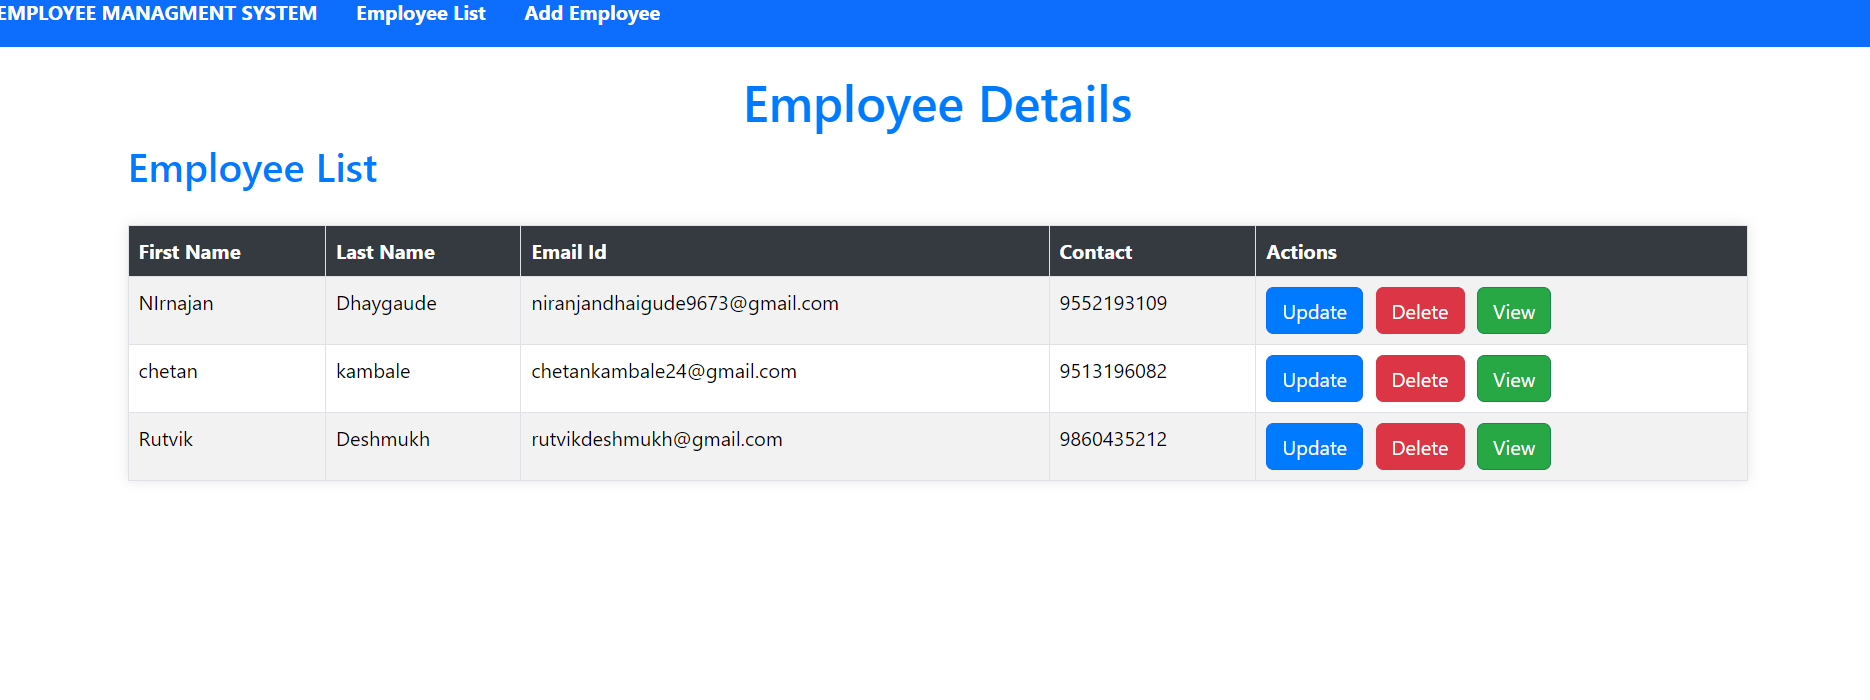 EMPLOYEE MANAGMENT SYSTEM Employee List Add Employee
Employee Details
Employee List
First Name Last Name Email Id Contact Actions
NIrnajan Dhaygaude niranjandhaigude9673@gmail.com 9552193109 Update Delete View
chetan kambale chetankambale24@gmail.com 9513196082 Update Delete View
Rutvik Deshmukh rutvikdeshmukh@gmail.com 9860435212 Update Delete View